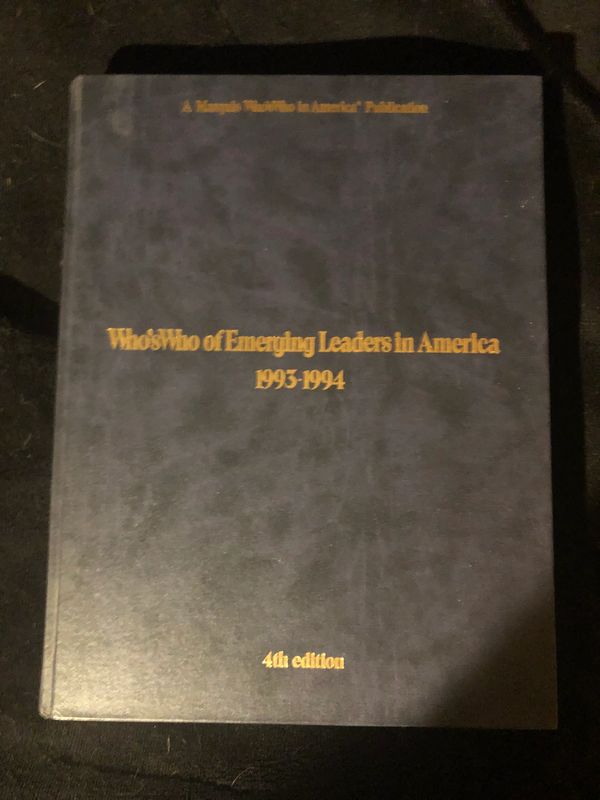 A Marquis Who'sWho in America® Publication
Who'sWho of Emerging Leaders in America
1993-1994
4th edition